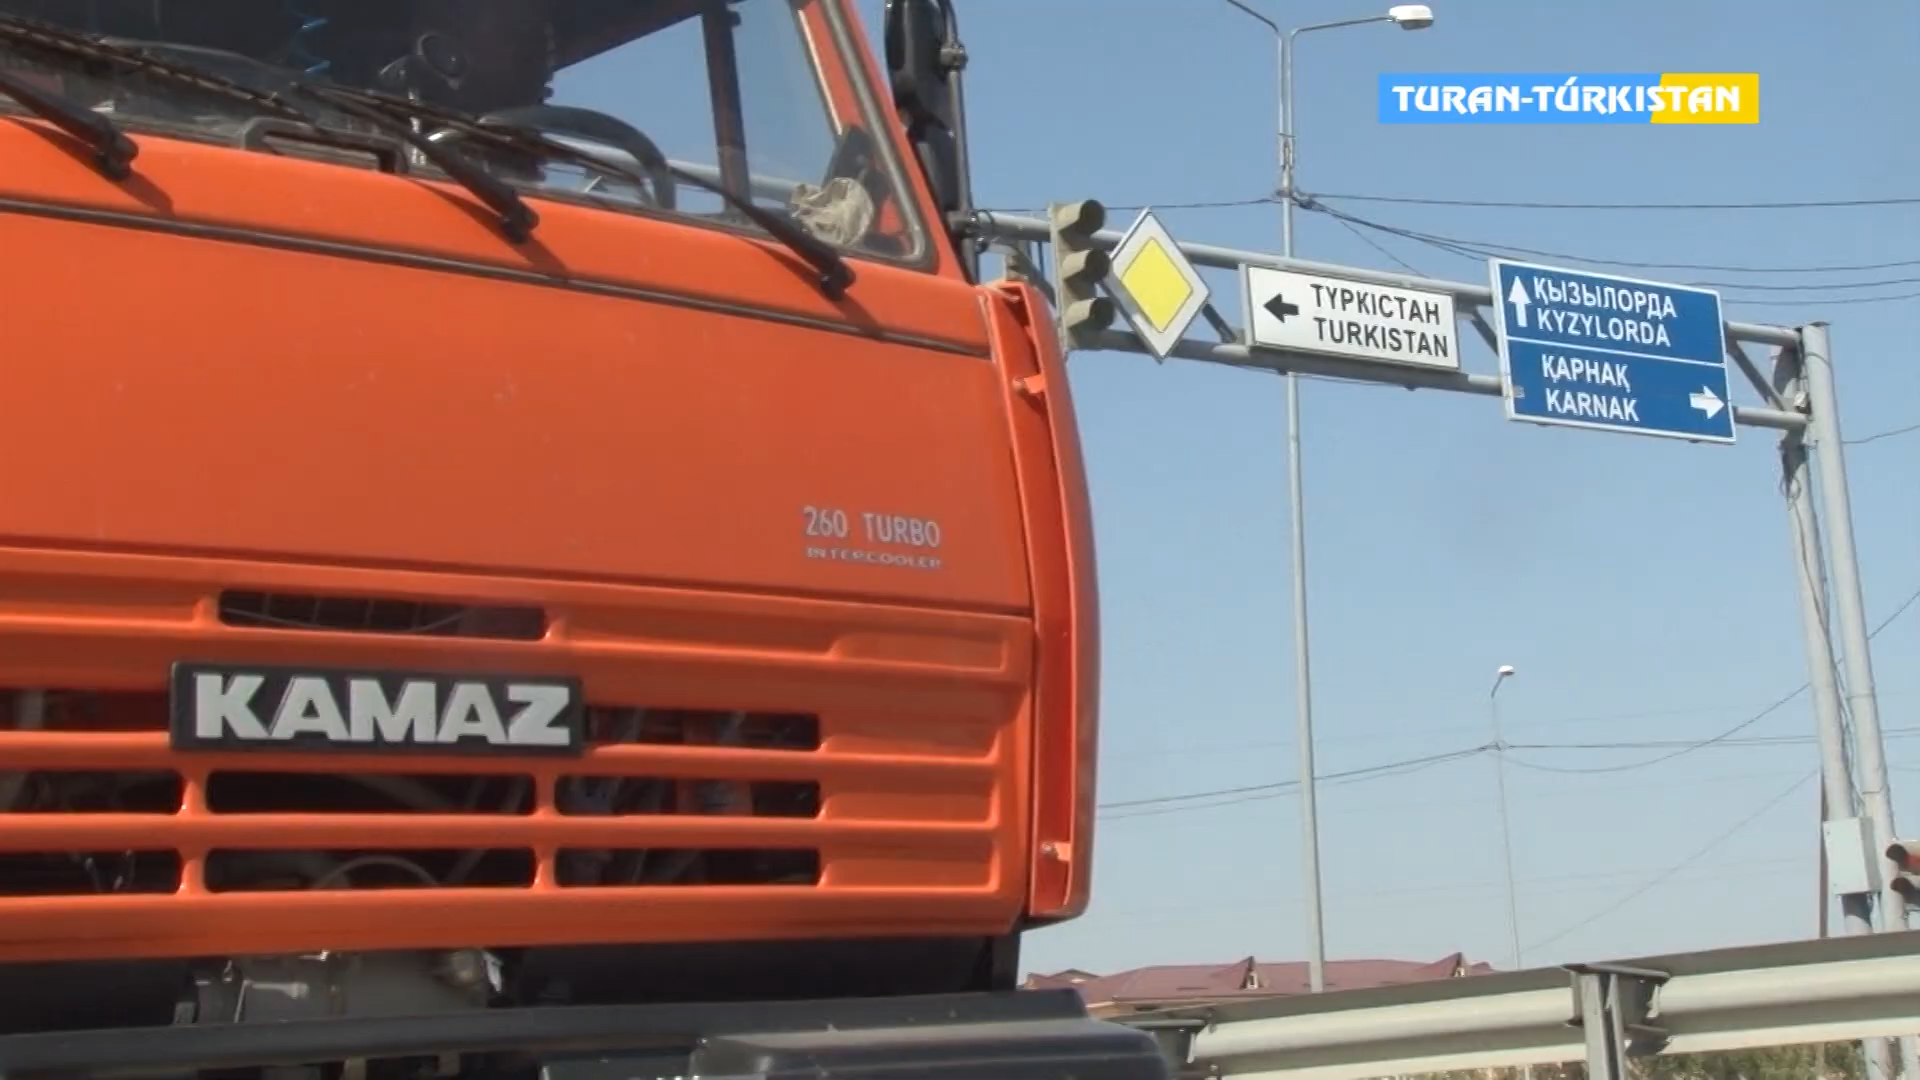 TURAN-TÚRKISTAN
ТҮРКІСТАН
TURKISTAN
ҚЫЗЫЛОРДА
KYZYLORDA
ҚАРНАҚ
KARNAK
260 TURBO
INTERCOOLER
KAMAZ